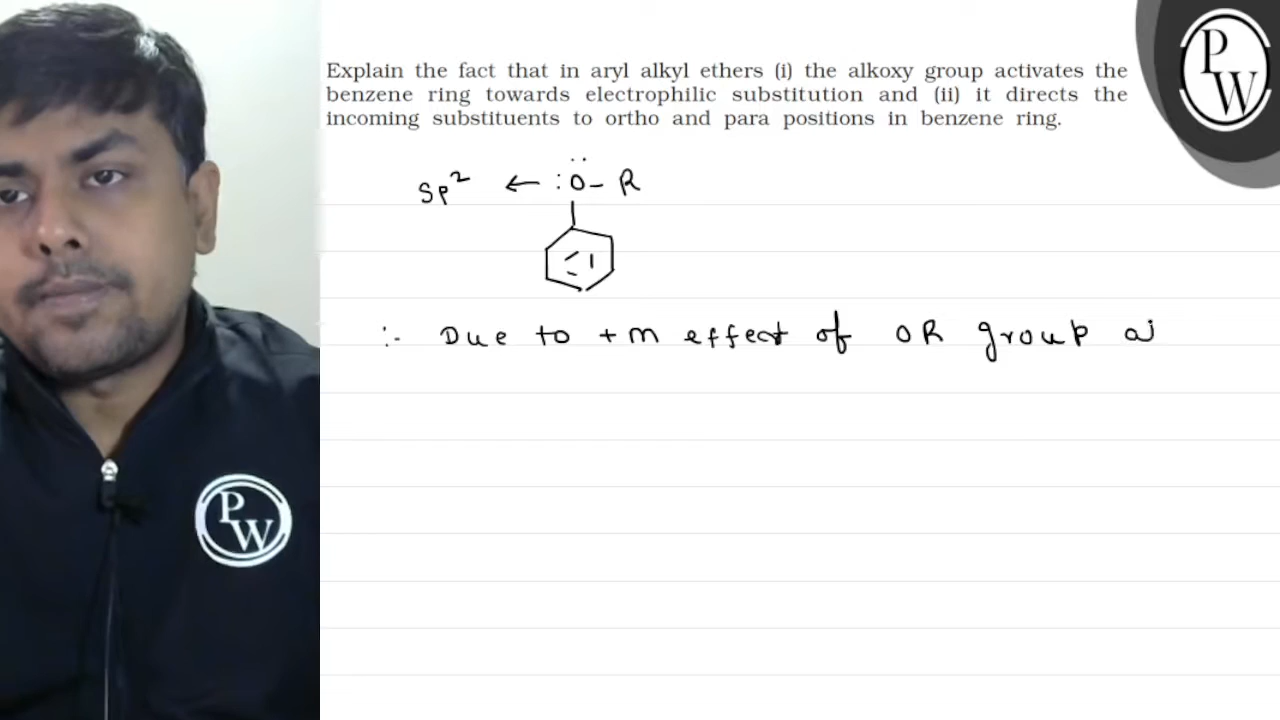 Explain the fact that in aryl alkyl ethers (i) the alkoxy group activates the
benzene ring towards electrophilic substitution and (ii) it directs the
incoming substituents to ortho and para positions in benzene ring.
Sp² ← :Ö – R
:- Due to +M effect of OR group
PW
PW